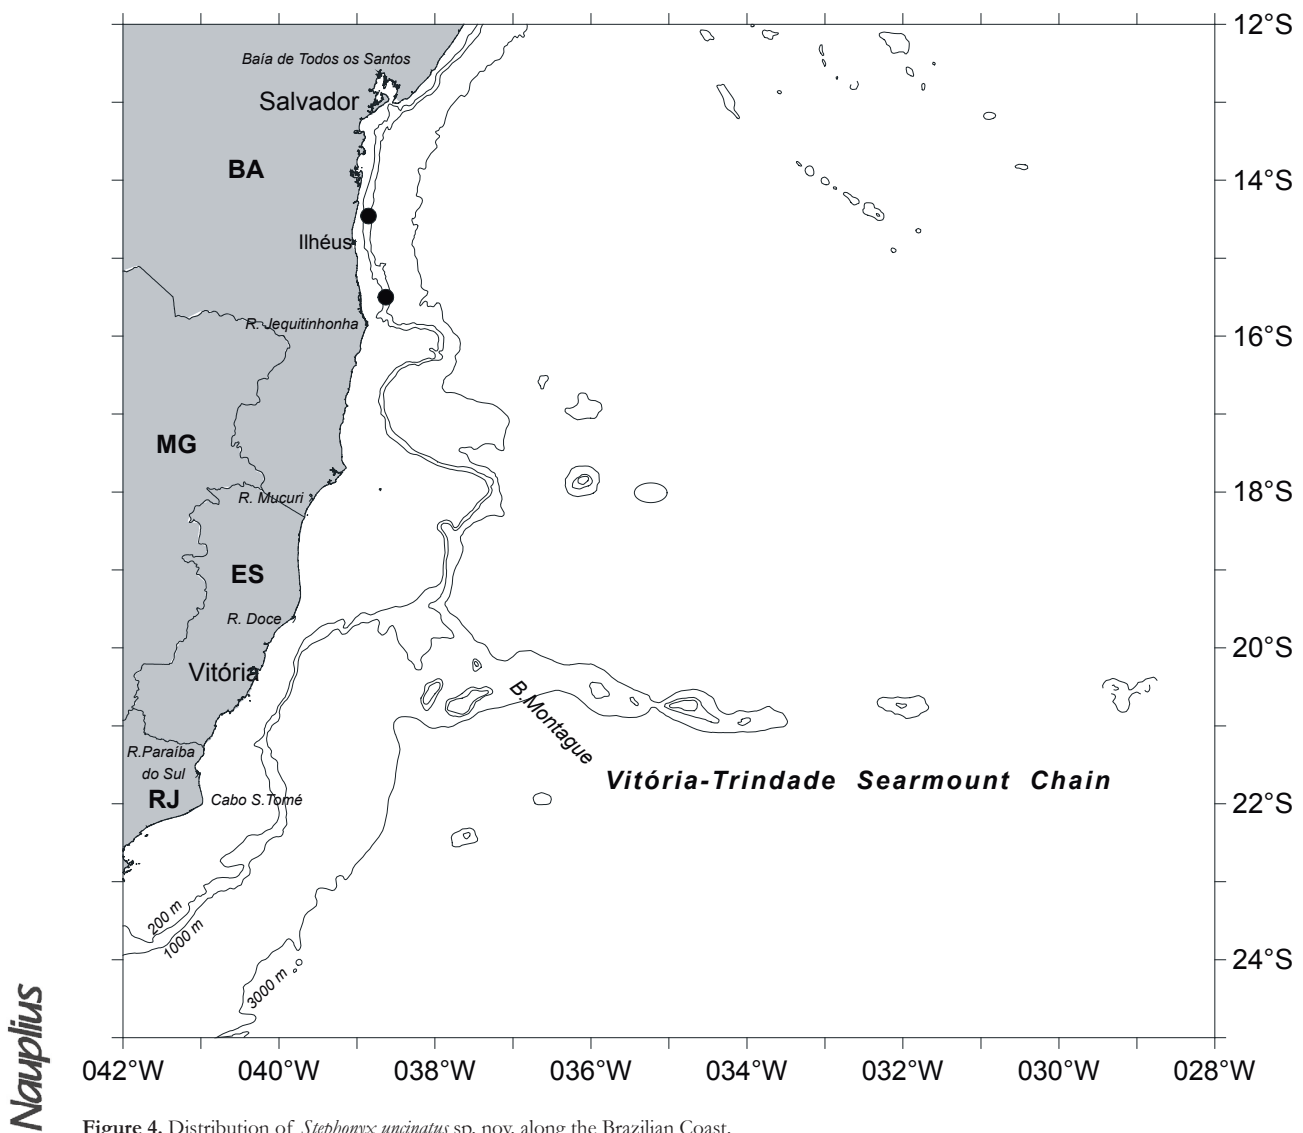 12°S
Baía de Todos os Santos
Salvador
BA
14°S
Ilhéus
R. Jequitinhonha
16°S
MG
R. Mucuri
18°S
ES
R. Doce
20°S
Vitória
B.Montague
R.Paraíba
do Sul
Vitória-Trindade Searmount Chain
RJ
Cabo S.Tomé
22°S
200 m
1000 m
3000 m
24°S
Nauplius
042°W 040°W 038°W 036°W 034°W 032°W 030°W 028°W
Figure 4. Distribution of Stephonyx uncinatus sp. nov. along the Brazilian Coast.